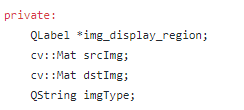 private:
QLabel *img_display_region;
cv::Mat srcImg;
cv::Mat dstImg;
QString imgType;